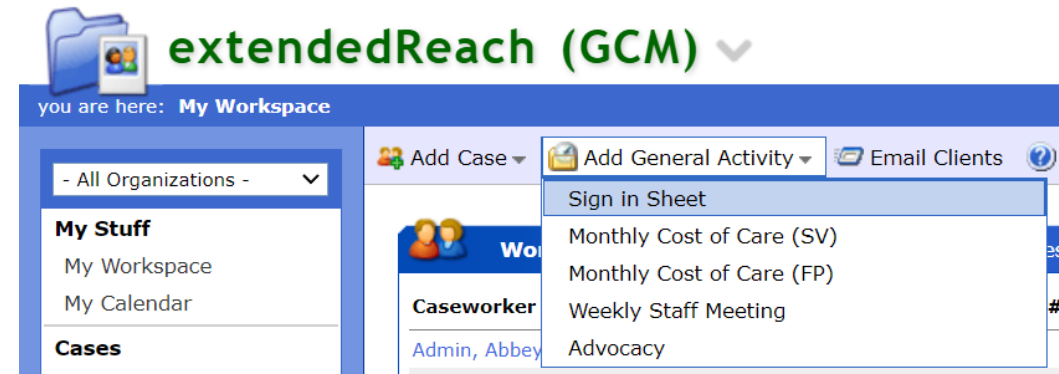 extendedReach (GCM)
you are here: My Workspace
- All Organizations -
My Stuff
My Workspace
My Calendar
Cases
Add Case
Add General Activity
Email Clients
Sign in Sheet
Monthly Cost of Care (SV)
Monthly Cost of Care (FP)
Weekly Staff Meeting
Advocacy
Caseworker
#
Admin, Abbey